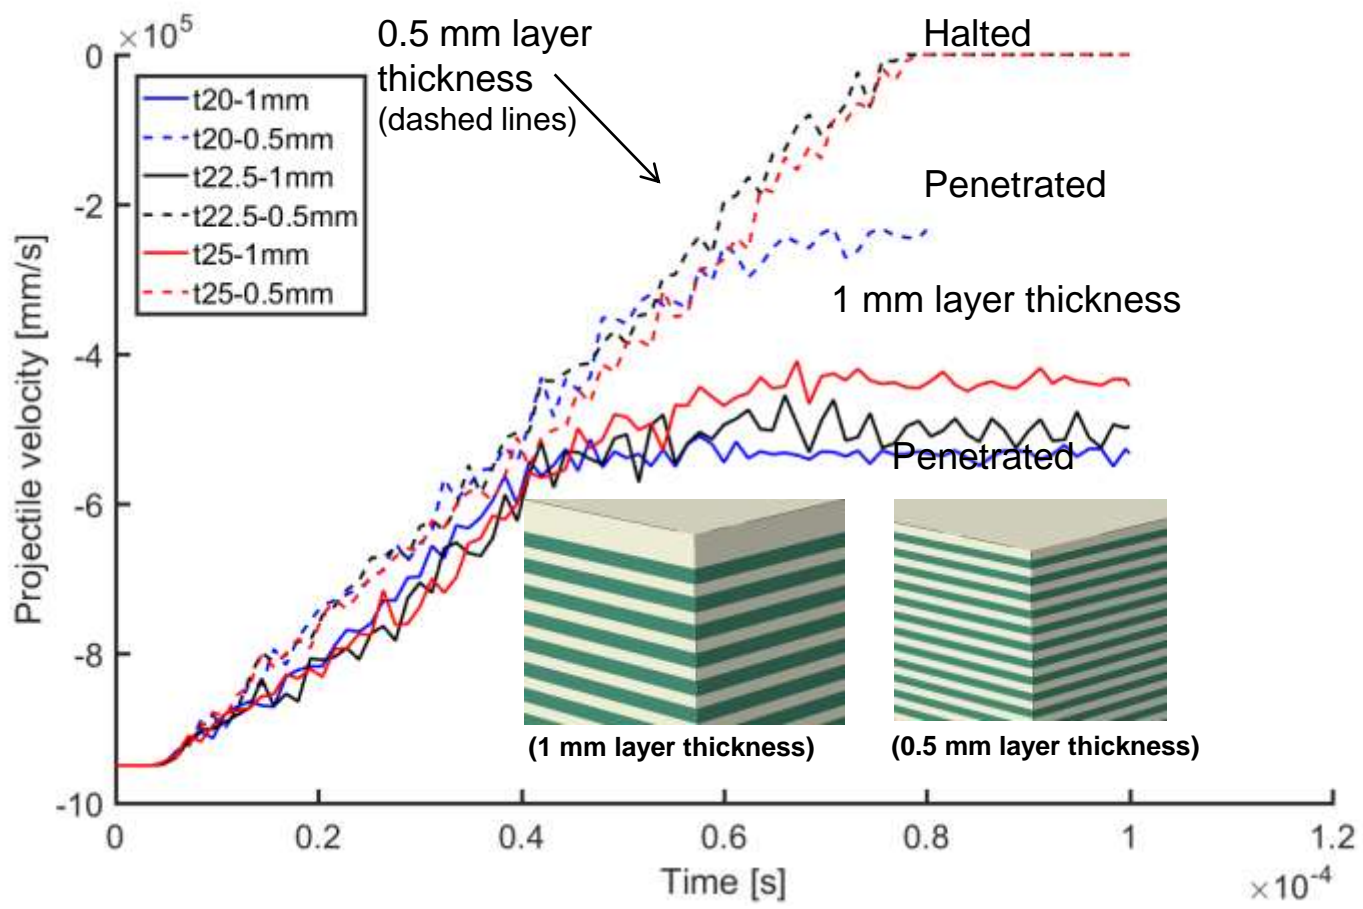 ×10⁵
0.5 mm layer
thickness
(dashed lines)
Halted
Penetrated
1 mm layer thickness
Penetrated
t20-1mm
t20-0.5mm
t22.5-1mm
t22.5-0.5mm
t25-1mm
t25-0.5mm
0
-2
-4
-6
-8
-10
Projectile velocity [mm/s]
(1 mm layer thickness)
(0.5 mm layer thickness)
0
0.2
0.4
0.6
0.8
1
1.2
Time [s]
×10⁻⁴